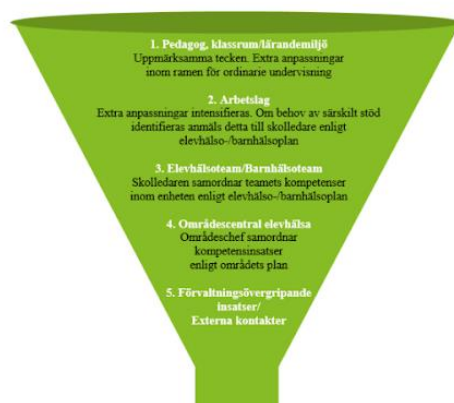 1. Pedagog, klassrum/lärandemiljö
Uppmärksamma tecken. Extra anpassningar
inom ramen för ordinarie undervisning
2. Arbetslag
Extra anpassningar intensifieras. Om behov av särskilt stöd
identifieras anmäls detta till skolledare enligt
elevhälso-/barnhälsoplan
3. Elevhälsoteam/Barnhälsoteam
Skolledaren samordnar teamets kompetenser
inom enheten enligt elevhälso-/barnhälsoplan
4. Områdescentral elevhälsa
Områdeschef samordnar
kompetensinsatser
enligt områdets plan
5. Förvaltningsövergripande
insatser/
Externa kontakter